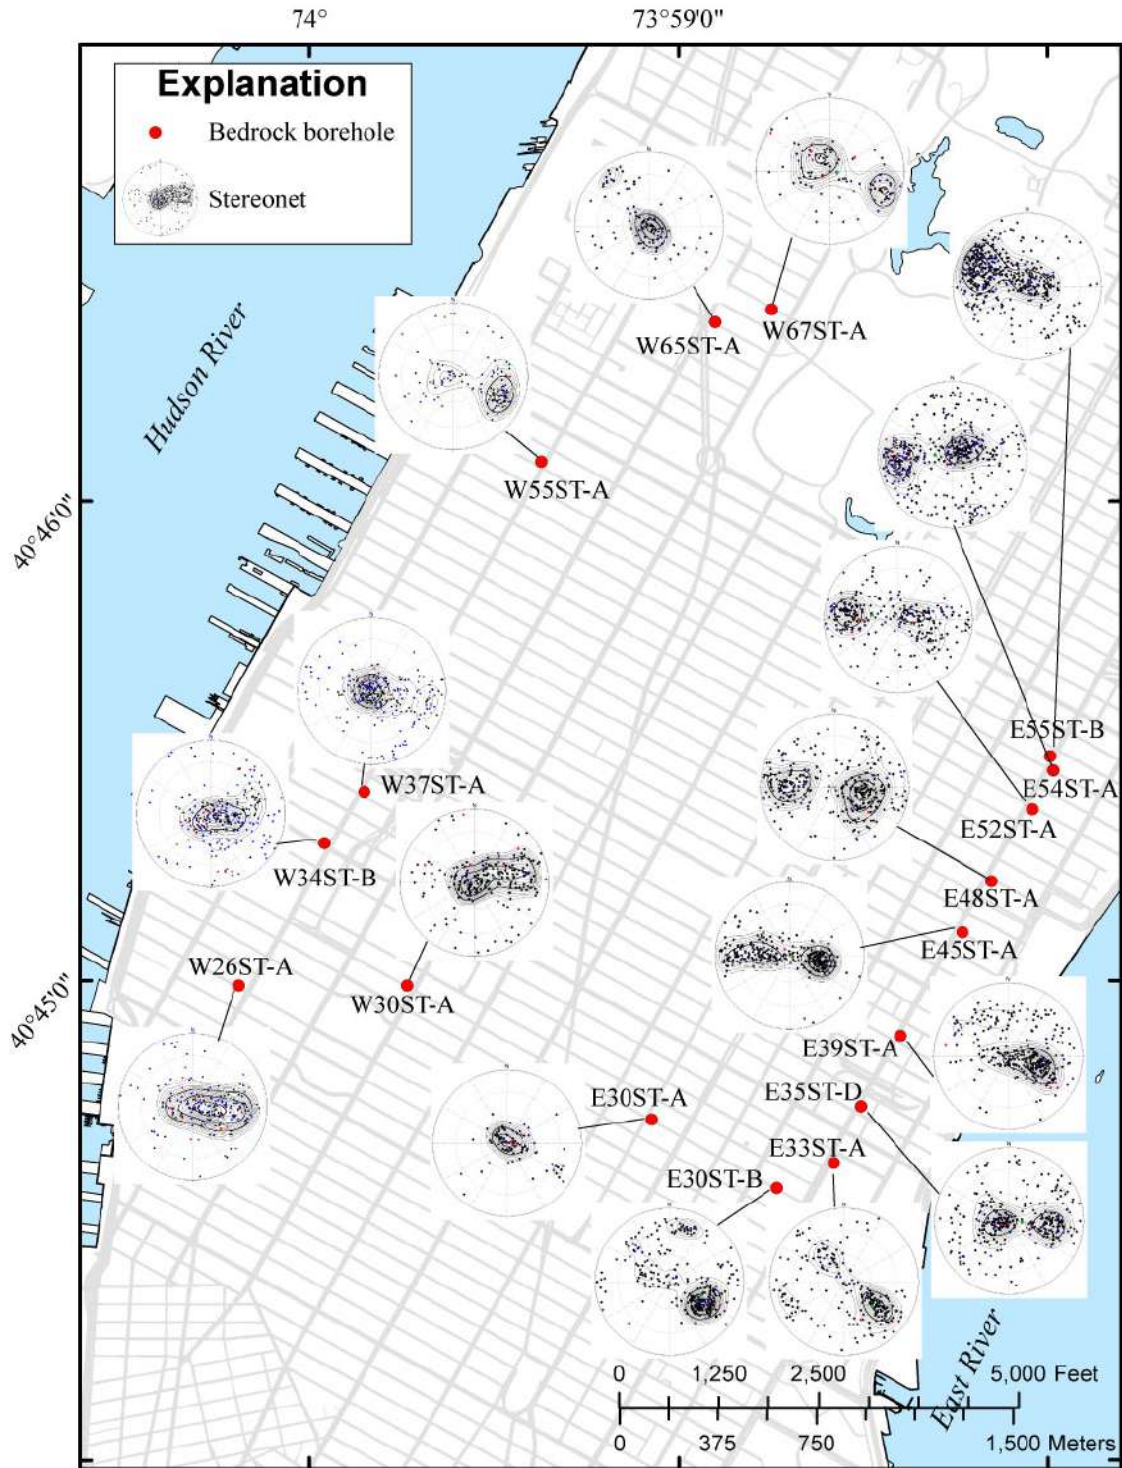 74°
73°59'0"
Explanation
Bedrock borehole
Stereonet
Hudson River
W65ST-A
W67ST-A
W55ST-A
40°46'0"
W37ST-A
E55ST-B
E54ST-A
E52ST-A
W34ST-B
E48ST-A
E45ST-A
W26ST-A
W30ST-A
40°45'0"
E39ST-A
E30ST-A
E35ST-D
E33ST-A
E30ST-B
East River
0 1,250 2,500 5,000 Feet
0 375 750 1,500 Meters